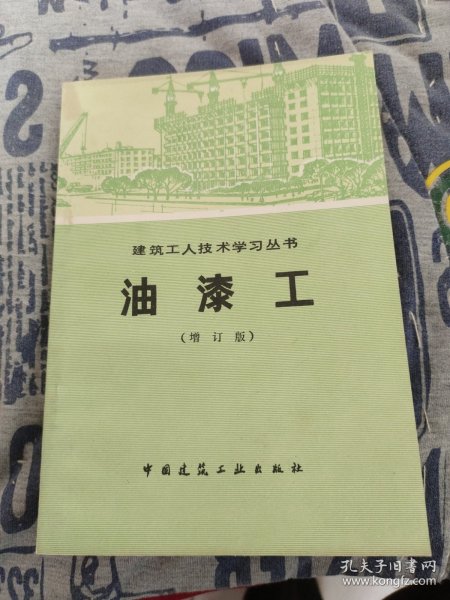 建筑工人技术学习丛书
油漆工
(增订版)
中国建筑工业出版社
孔夫子旧书网
www.kongfz.com